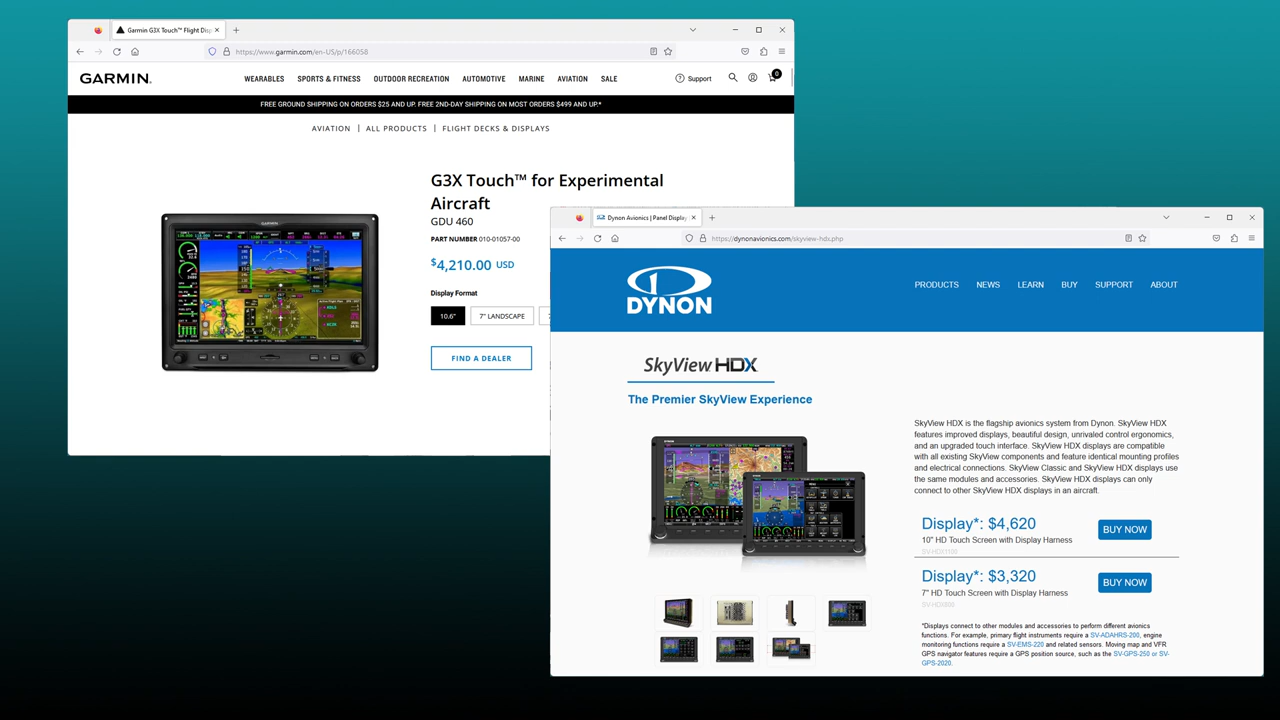 Garmin G3X Touch™ Flight Disp
https://www.garmin.com/en-US/p/166058
GARMIN.
WEARABLES SPORTS & FITNESS OUTDOOR RECREATION AUTOMOTIVE MARINE AVIATION SALE
Support
0
FREE GROUND SHIPPING ON ORDERS $25 AND UP. FREE 2ND-DAY SHIPPING ON MOST ORDERS $499 AND UP.*
AVIATION | ALL PRODUCTS | FLIGHT DECKS & DISPLAYS
G3X Touch™ for Experimental
Aircraft
GDU 460
PART NUMBER 010-01057-00
$4,210.00 USD
Display Format
10.6" 7" LANDSCAPE
FIND A DEALER
GARMIN
Dynon Avionics | Panel Display
https://dynonavionics.com/skyview-hdx.php
DYNON
PRODUCTS NEWS LEARN BUY SUPPORT ABOUT
SkyView HDX
The Premier SkyView Experience
SkyView HDX is the flagship avionics system from Dynon. SkyView HDX
features improved displays, beautiful design, unrivaled control ergonomics,
and an upgraded touch interface. SkyView HDX displays are compatible
with all existing SkyView components and feature identical mounting profiles
and electrical connections. SkyView Classic and SkyView HDX displays use
the same modules and accessories. SkyView HDX displays can only
connect to other SkyView HDX displays in an aircraft.
Display*: $4,620
10" HD Touch Screen with Display Harness
SV-HDX1100
BUY NOW
Display*: $3,320
7" HD Touch Screen with Display Harness
SV-HDX800
BUY NOW
*Displays connect to other modules and accessories to perform different avionics
functions. For example, primary flight instruments require a SV-ADAHRS-200, engine
monitoring functions require a SV-EMS-220 and related sensors. Moving map and VFR
GPS navigator features require a GPS position source, such as the SV-GPS-250 or SV-
GPS-2020.